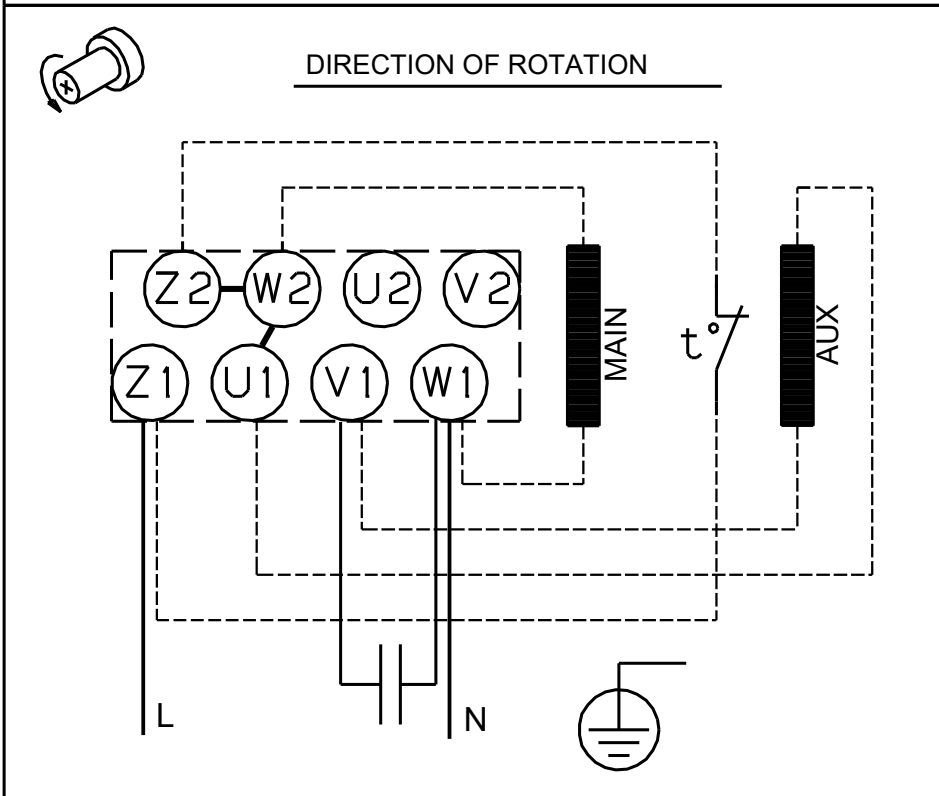 DIRECTION OF ROTATION
Z2 W2 U2 V2
Z1 U1 V1 W1
MAIN
t°
AUX
L
N